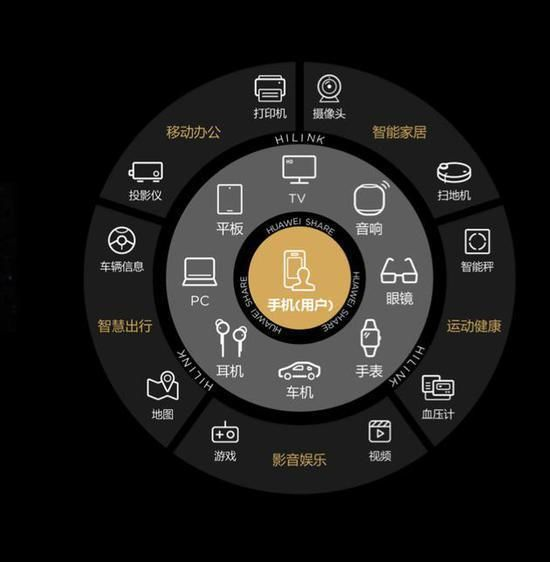 打印机
摄像头
移动办公
智能家居
HILINK
投影仪
扫地机
HD
TV
平板
音响
HUAWEI SHARE
车辆信息
智能秤
PC
手机(用户)
眼镜
HUAWEI SHARE
HUAWEI SHARE
智慧出行
运动健康
耳机
手表
HILINK
HILINK
车机
地图
血压计
游戏
影音娱乐
视频